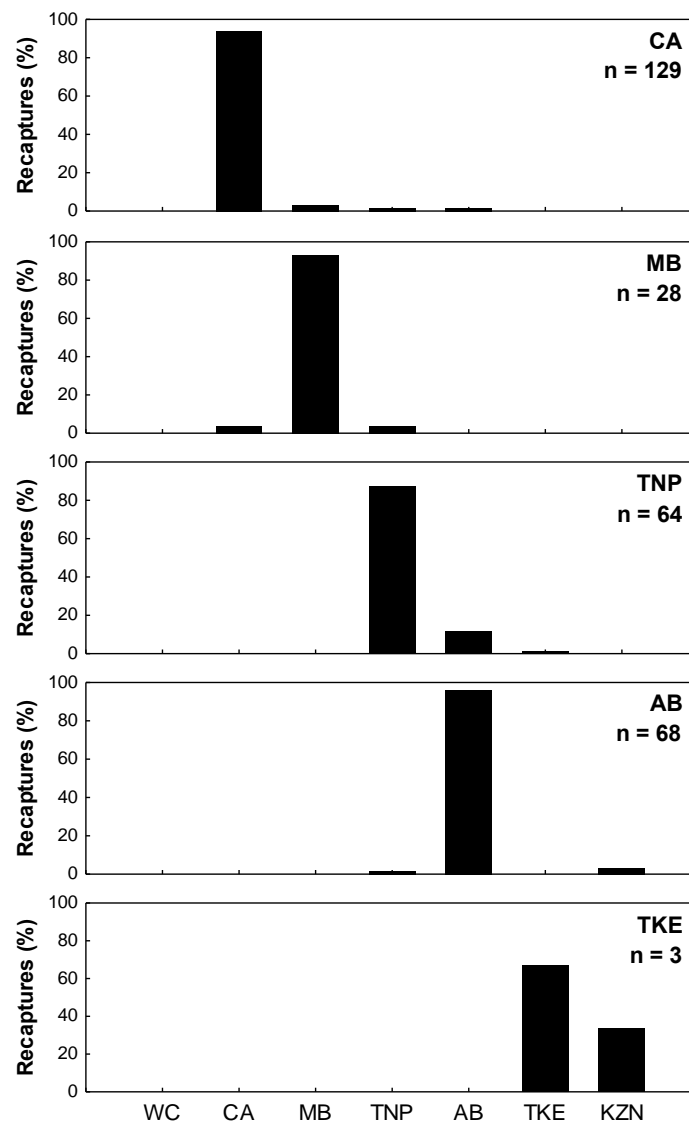 Recaptures (%)
100
80
60
40
20
0
CA
n = 129
Recaptures (%)
100
80
60
40
20
0
MB
n = 28
Recaptures (%)
100
80
60
40
20
0
TNP
n = 64
Recaptures (%)
100
80
60
40
20
0
AB
n = 68
Recaptures (%)
100
80
60
40
20
0
TKE
n = 3
WC CA MB TNP AB TKE KZN